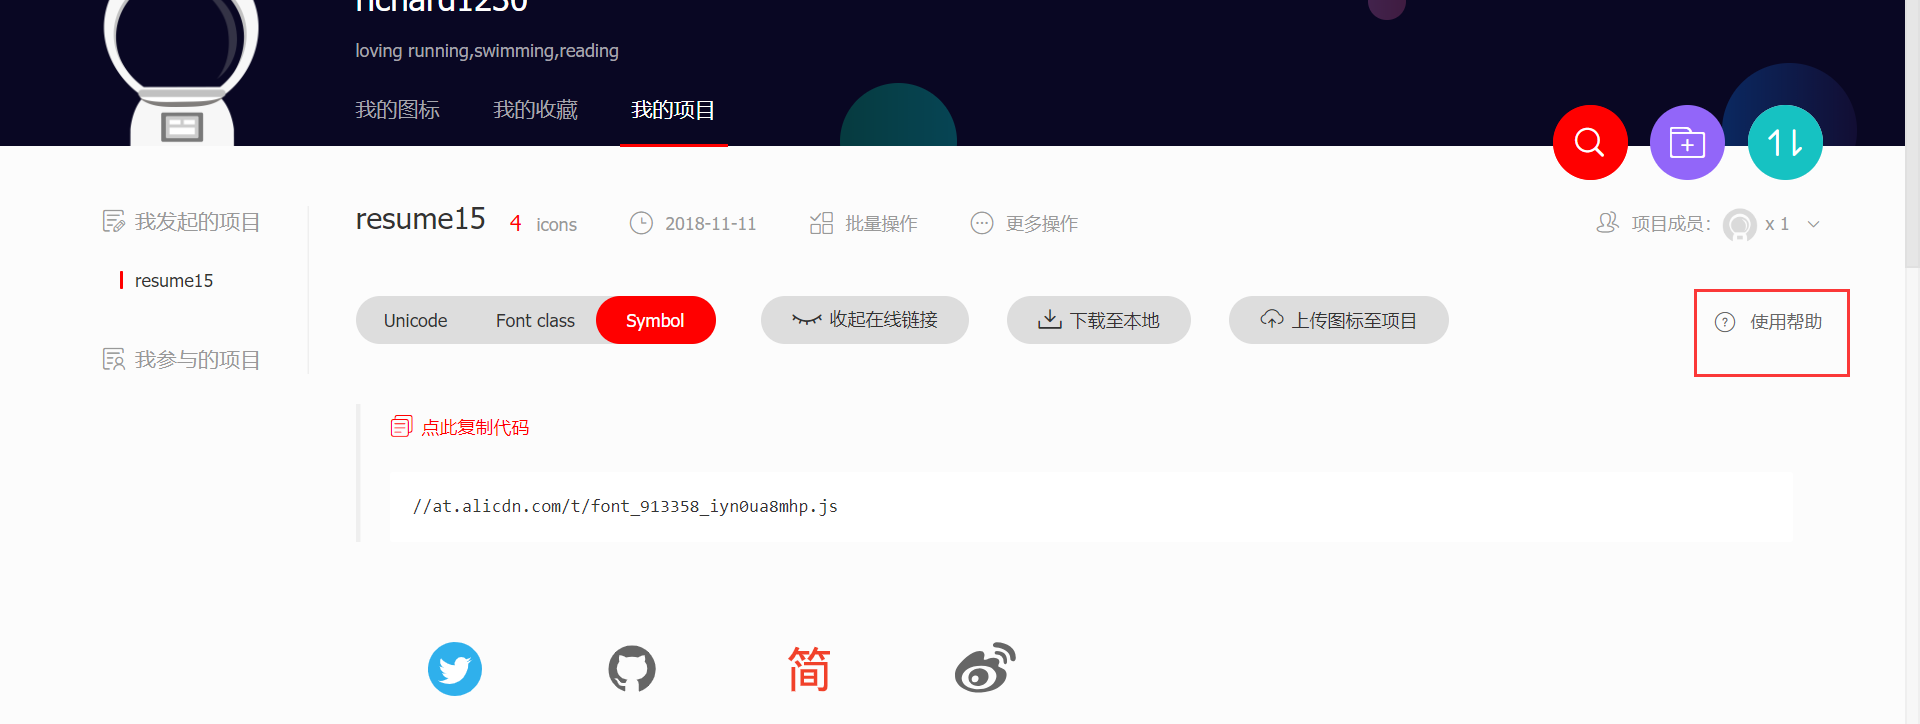 richard1230
loving running,swimming,reading
我的图标 我的收藏 我的项目
我发起的项目
resume15
我参与的项目
resume15 4 icons 2018-11-11 批量操作 更多操作 项目成员: x 1
Unicode Font class Symbol 收起在线链接 下载至本地 上传图标至项目 使用帮助
点此复制代码
//at.alicdn.com/t/font_913358_iyn0ua8mhp.js
简